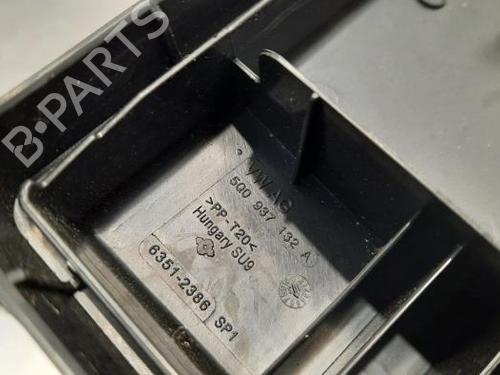 B-PARTS
VW AG
5Q0 937 132 A
>PP-T20<
Hungary SU9
6351-2386 SP1